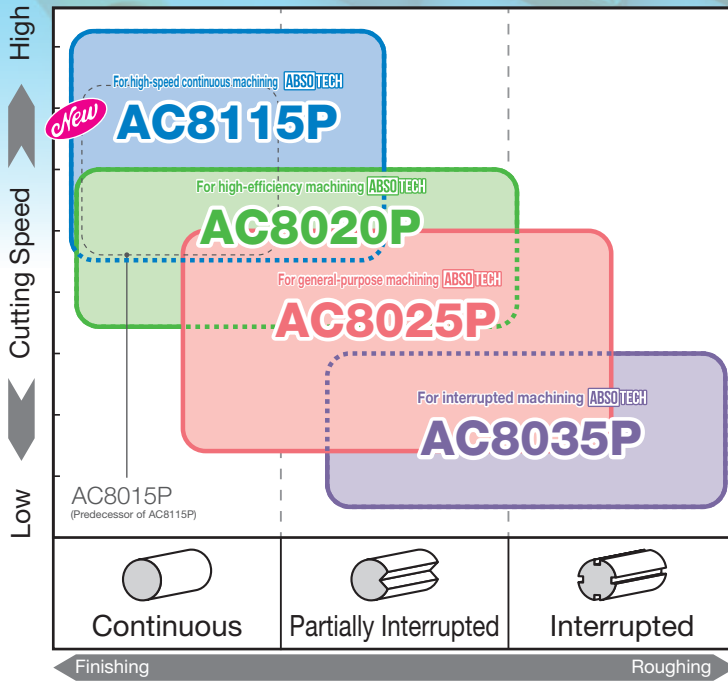 High
Cutting Speed
Low
For high-speed continuous machining ABSOTECH
New
AC8115P
For high-efficiency machining ABSOTECH
AC8020P
For general-purpose machining ABSOTECH
AC8025P
For interrupted machining ABSOTECH
AC8035P
AC8015P
(Predecessor of AC8115P)
Continuous
Partially Interrupted
Interrupted
Finishing
Roughing